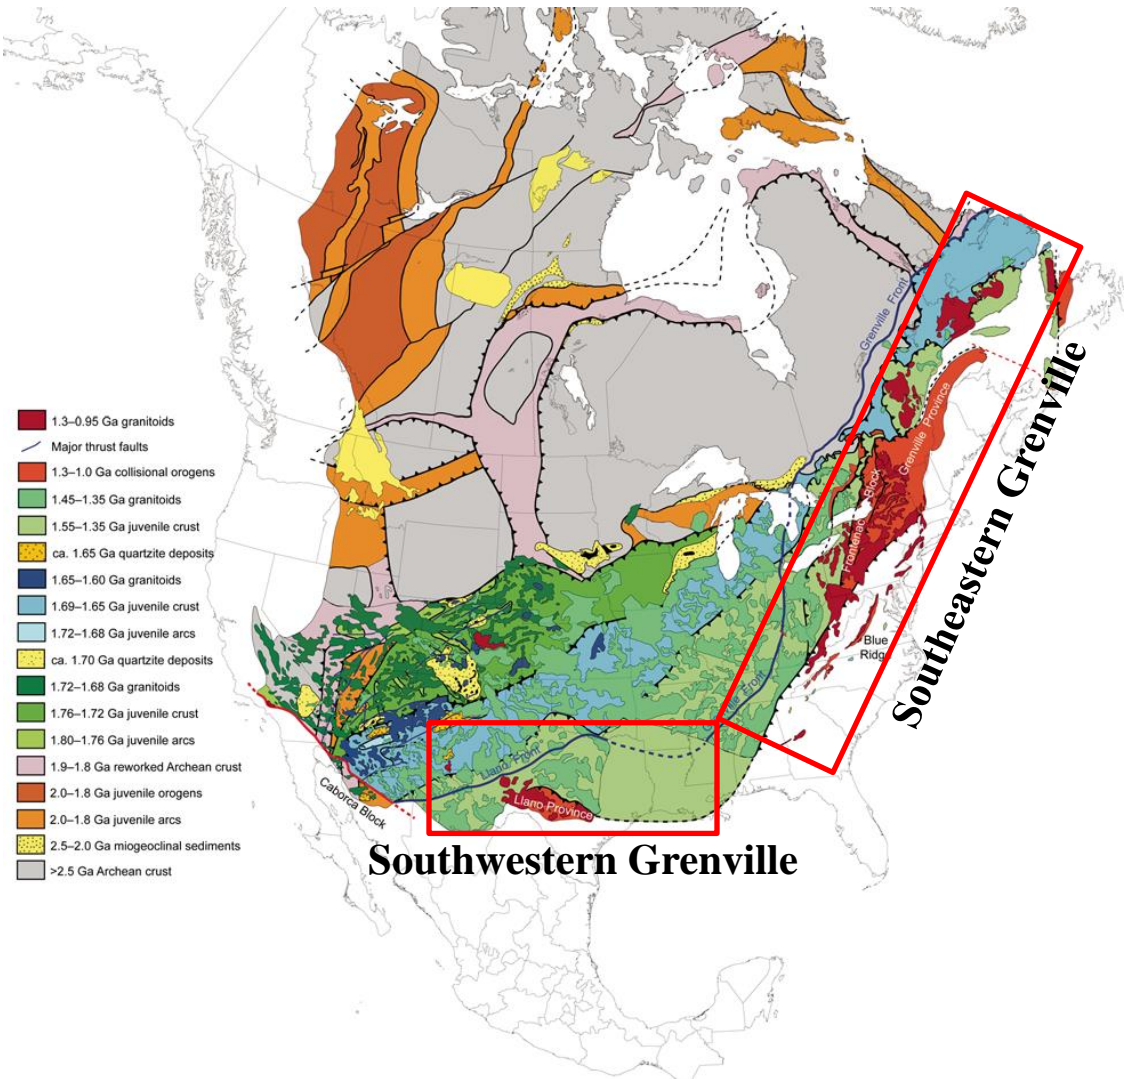 1.3–0.95 Ga granitoids
Major thrust faults
1.3–1.0 Ga collisional orogens
1.45–1.35 Ga granitoids
1.55–1.35 Ga juvenile crust
ca. 1.65 Ga quartzite deposits
1.65–1.60 Ga granitoids
1.69–1.65 Ga juvenile crust
1.72–1.68 Ga juvenile arcs
ca. 1.70 Ga quartzite deposits
1.72–1.68 Ga granitoids
1.76–1.72 Ga juvenile crust
1.80–1.76 Ga juvenile arcs
1.9–1.8 Ga reworked Archean crust
2.0–1.8 Ga juvenile orogens
2.0–1.8 Ga juvenile arcs
2.5–2.0 Ga miogeoclinal sediments
>2.5 Ga Archean crust
Grenville Front
Grenville Province
Frontenac Block
Blue
Ridge
Front
Llano Front
Llano Province
Caborca Block
Southeastern Grenville
Southwestern Grenville